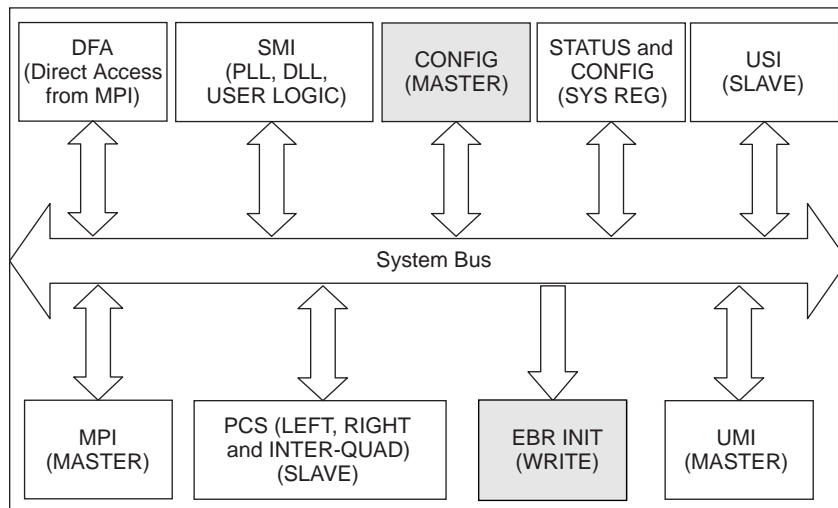 DFA
(Direct Access
from MPI)
SMI
(PLL, DLL,
USER LOGIC)
CONFIG
(MASTER)
STATUS and
CONFIG
(SYS REG)
USI
(SLAVE)
System Bus
MPI
(MASTER)
PCS (LEFT, RIGHT
and INTER-QUAD)
(SLAVE)
EBR INIT
(WRITE)
UMI
(MASTER)